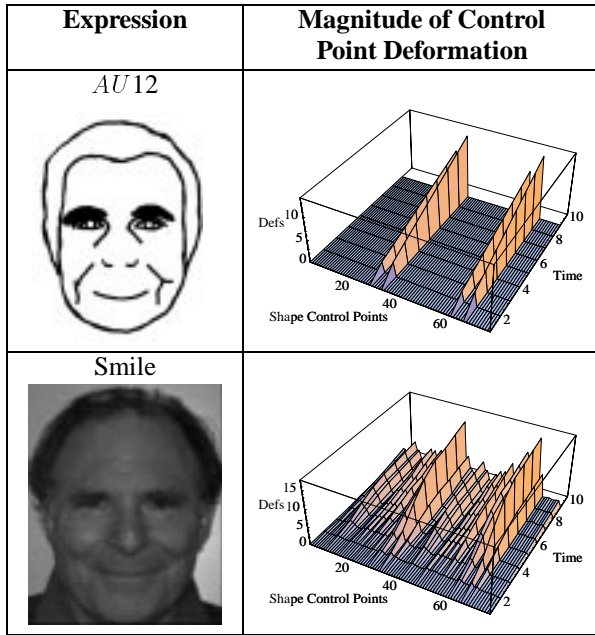 Expression
Magnitude of Control
Point Deformation
AU12
10
Defs
5
0
20
40
60
Shape Control Points
2
4
6
8
10
Time
Smile
15
Defs
10
5
0
20
40
60
Shape Control Points
2
4
6
8
10
Time